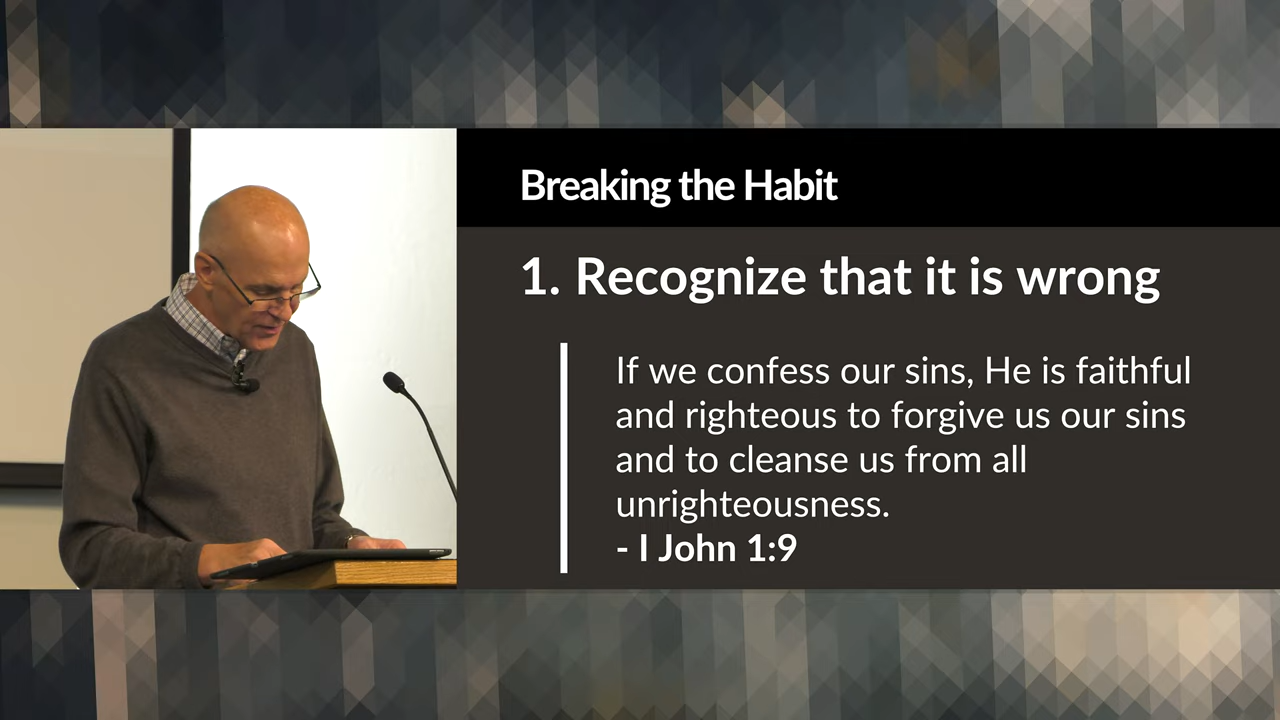 Breaking the Habit
1. Recognize that it is wrong
If we confess our sins, He is faithful
and righteous to forgive us our sins
and to cleanse us from all
unrighteousness.
- I John 1:9